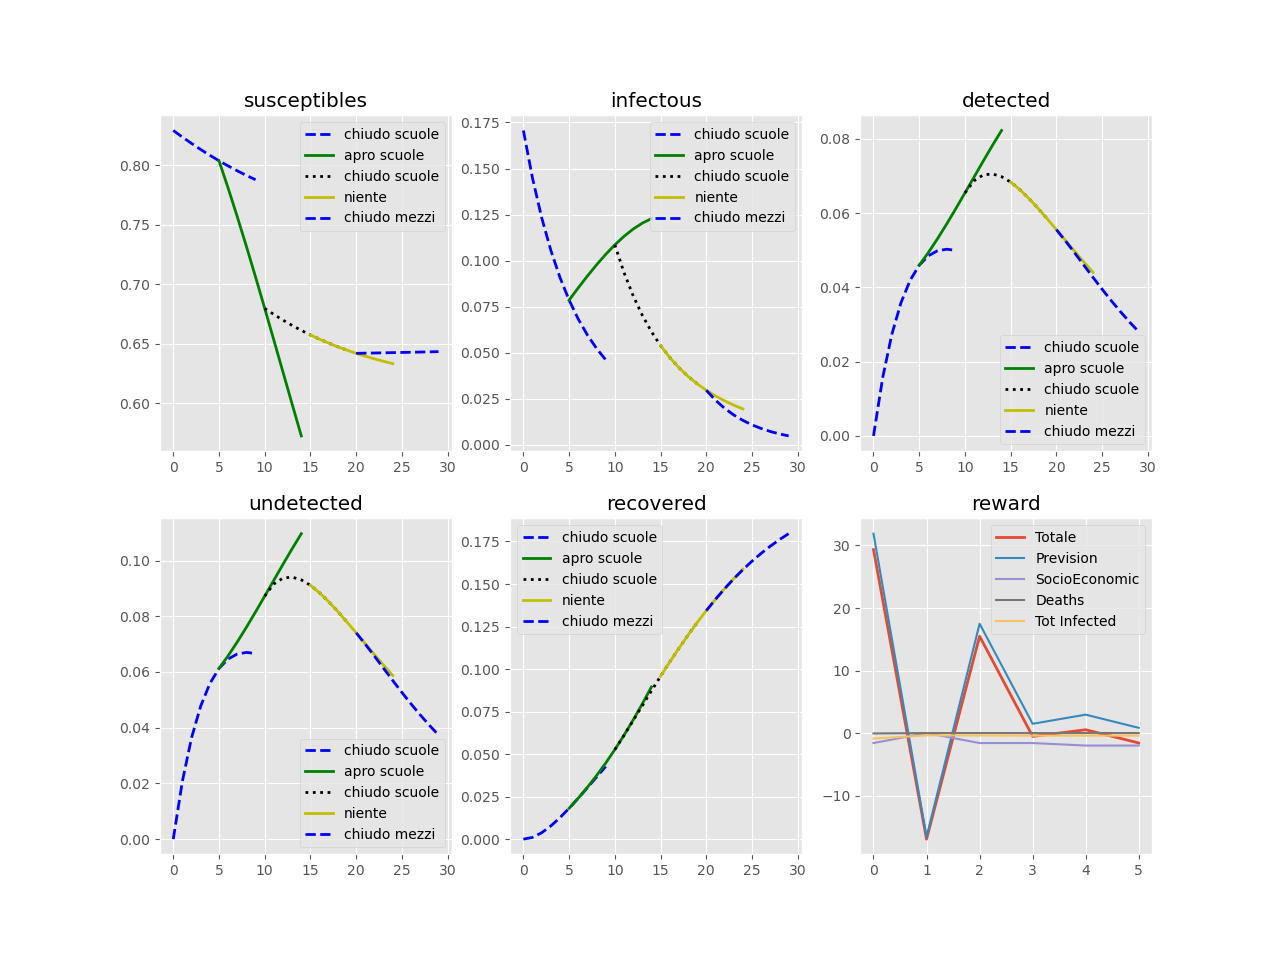 susceptibles
0.80
0.75
0.70
0.65
0.60
0 5 10 15 20 25 30
chiudo scuole
apro scuole
chiudo scuole
niente
chiudo mezzi
infectous
0.175
0.150
0.125
0.100
0.075
0.050
0.025
0.000
0 5 10 15 20 25 30
chiudo scuole
apro scuole
chiudo scuole
niente
chiudo mezzi
detected
0.08
0.06
0.04
0.02
0.00
0 5 10 15 20 25 30
chiudo scuole
apro scuole
chiudo scuole
niente
chiudo mezzi
undetected
0.10
0.08
0.06
0.04
0.02
0.00
0 5 10 15 20 25 30
chiudo scuole
apro scuole
chiudo scuole
niente
chiudo mezzi
recovered
0.175
0.150
0.125
0.100
0.075
0.050
0.025
0.000
0 5 10 15 20 25 30
chiudo scuole
apro scuole
chiudo scuole
niente
chiudo mezzi
reward
30
20
10
0
−10
0 1 2 3 4 5
Totale
Prevision
SocioEconomic
Deaths
Tot Infected